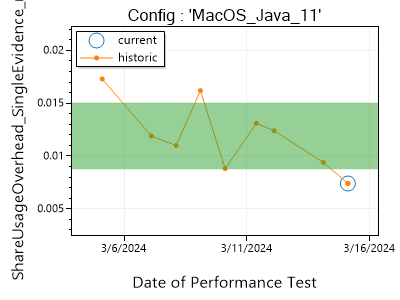 Config : 'MacOS_Java_11'
current
historic
ShareUsageOverhead_SingleEvidence_
0.02
0.015
0.01
0.005
3/6/2024
3/11/2024
3/16/2024
Date of Performance Test